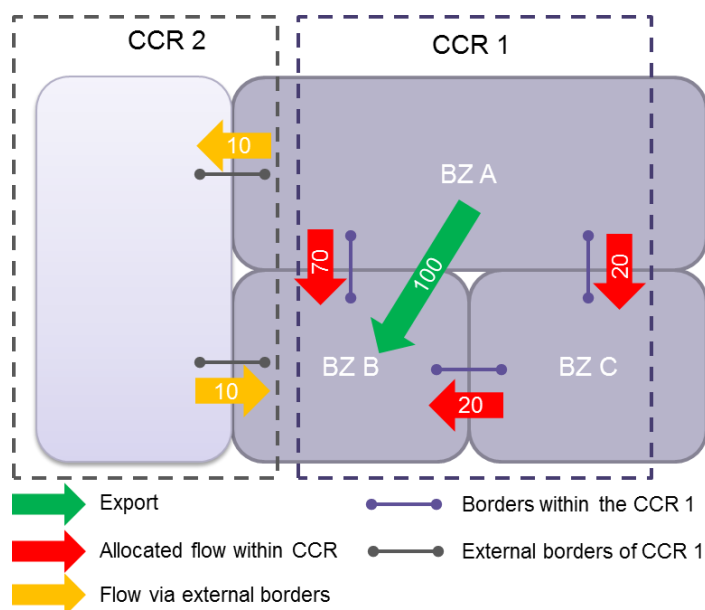 CCR 2
CCR 1
10
BZ A
70
100
20
BZ B
BZ C
10
20
Export
Borders within the CCR 1
Allocated flow within CCR
External borders of CCR 1
Flow via external borders